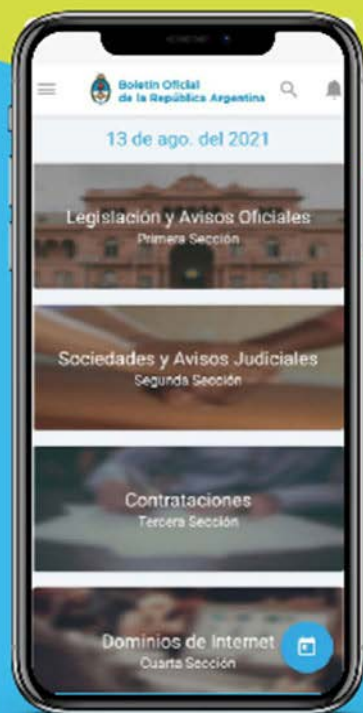 Boletín Oficial
de la República Argentina
13 de ago. del 2021
Legislación y Avisos Oficiales
Primera Sección
Sociedades y Avisos Judiciales
Segunda Sección
Contrataciones
Tercera Sección
Dominios de Internet
Cuarta Sección